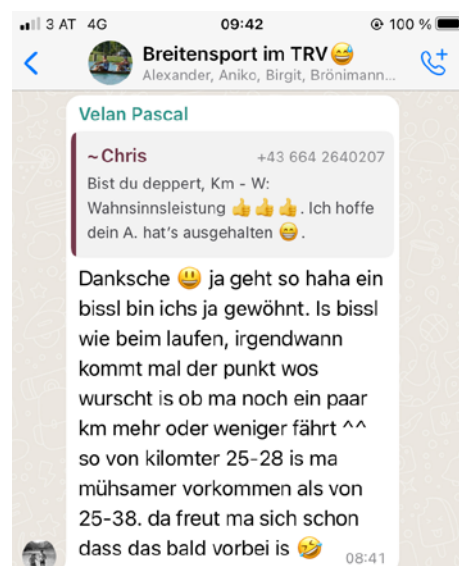 3 AT 4G 09:42 100 %
Breitensport im TRV😅
Alexander, Aniko, Birgit, Brönimann...
Velan Pascal
~Chris +43 664 2640207
Bist du deppert, Km - W:
Wahnsinnsleistung 👍👍👍. Ich hoffe
dein A. hat's ausgehalten 😁.
Danksche 😃 ja geht so haha ein
bissl bin ichs ja gewöhnt. Is bissl
wie beim laufen, irgendwann
kommt mal der punkt wos
wurscht is ob ma noch ein paar
km mehr oder weniger fährt ^^
so von kilomter 25-28 is ma
mühsamer vorkommen als von
25-38. da freut ma sich schon
dass das bald vorbei is 🤣
08:41